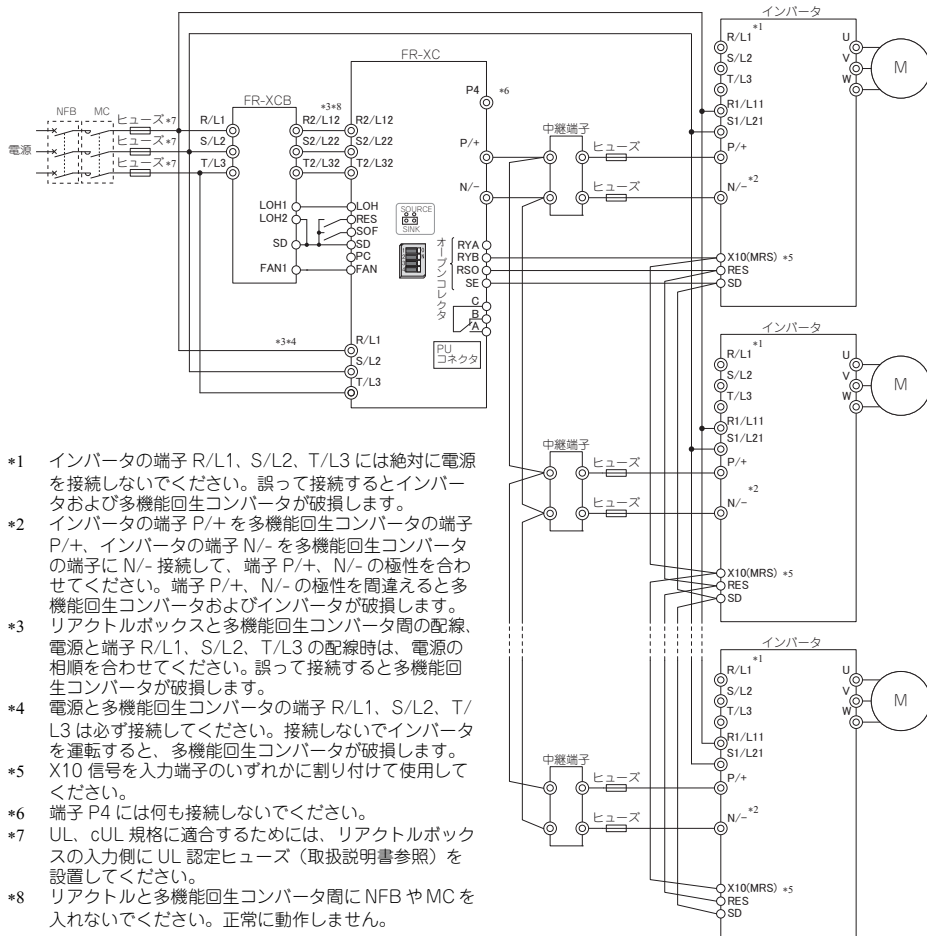 インバータ
R/L1 *1
S/L2
T/L3
R1/L11
S1/L21
P/+
N/- *2
X10(MRS) *5
RES
SD
U
V
W
M
FR-XC
P4 *6
P/+
N/-
中継端子
ヒューズ
ヒューズ
FR-XCB
*3*8
NFB
MC
ヒューズ*7
ヒューズ*7
ヒューズ*7
電源
R/L1
S/L2
T/L3
R2/L12
S2/L22
T2/L32
R2/L12
S2/L22
T2/L32
LOH1
LOH2
SD
FAN1
LOH
RES
SOF
SD
PC
FAN
SOURCE
SINK
オープンコレクタ
RYA
RYB
RSO
SE
C
B
A
PU
コネクタ
*3*4
R/L1
S/L2
T/L3
インバータ
R/L1
*1
S/L2
T/L3
R1/L11
S1/L21
P/+
N/- *2
X10(MRS) *5
RES
SD
U
V
W
M
中継端子
ヒューズ
ヒューズ
インバータ
R/L1
*1
S/L2
T/L3
R1/L11
S1/L21
P/+
N/- *2
X10(MRS) *5
RES
SD
U
V
W
M
中継端子
ヒューズ
ヒューズ
*1 インバータの端子 R/L1、S/L2、T/L3 には絶対に電源
を接続しないでください。誤って接続するとインバー
タおよび多機能回生コンバータが破損します。
*2 インバータの端子 P/+ を多機能回生コンバータの端子
P/+、インバータの端子 N/- を多機能回生コンバータ
の端子に N/- 接続して、端子 P/+、N/- の極性を合わ
せてください。端子 P/+、N/- の極性を間違えると多
機能回生コンバータおよびインバータが破損します。
*3 リアクトルボックスと多機能回生コンバータ間の配線、
電源と端子 R/L1、S/L2、T/L3 の配線時は、電源の
相順を合わせてください。誤って接続すると多機能回
生コンバータが破損します。
*4 電源と多機能回生コンバータの端子 R/L1、S/L2、T/
L3 は必ず接続してください。接続しないでインバータ
を運転すると、多機能回生コンバータが破損します。
*5 X10 信号を入力端子のいずれかに割り付けて使用して
ください。
*6 端子 P4 には何も接続しないでください。
*7 UL、cUL 規格に適合するためには、リアクトルボック
スの入力側に UL 認定ヒューズ（取扱説明書参照）を
設置してください。
*8 リアクトルと多機能回生コンバータ間に NFB や MC を
入れないでください。正常に動作しません。